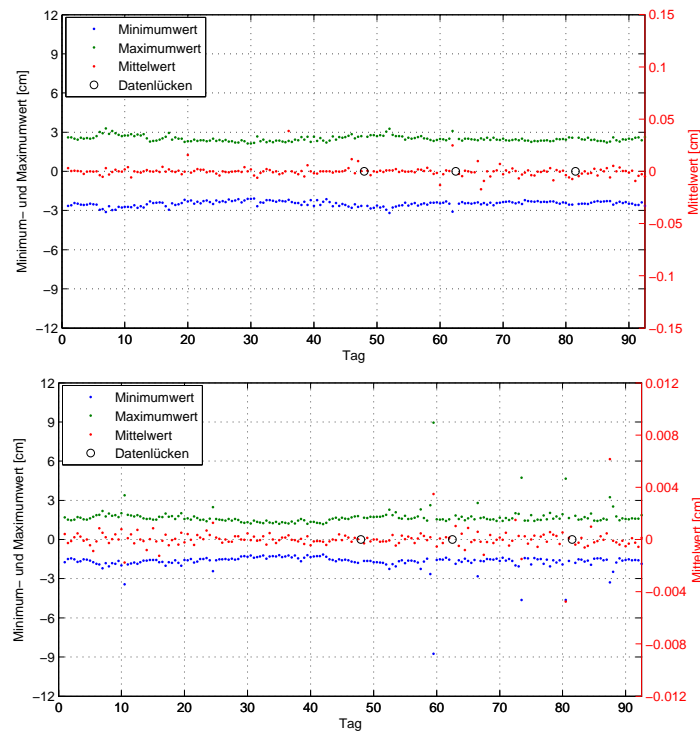 Minimumwert
Maximumwert
Mittelwert
Datenlücken
Minimum− und Maximumwert [cm]
12
9
6
3
0
−3
−6
−9
−12
0.15
0.1
0.05
0
−0.05
−0.1
−0.15
Mittelwert [cm]
0 10 20 30 40 50 60 70 80 90
Tag
Minimumwert
Maximumwert
Mittelwert
Datenlücken
Minimum− und Maximumwert [cm]
12
9
6
3
0
−3
−6
−9
−12
0.012
0.008
0.004
0.000
−0.004
−0.008
−0.012
Mittelwert [cm]
0 10 20 30 40 50 60 70 80 90
Tag